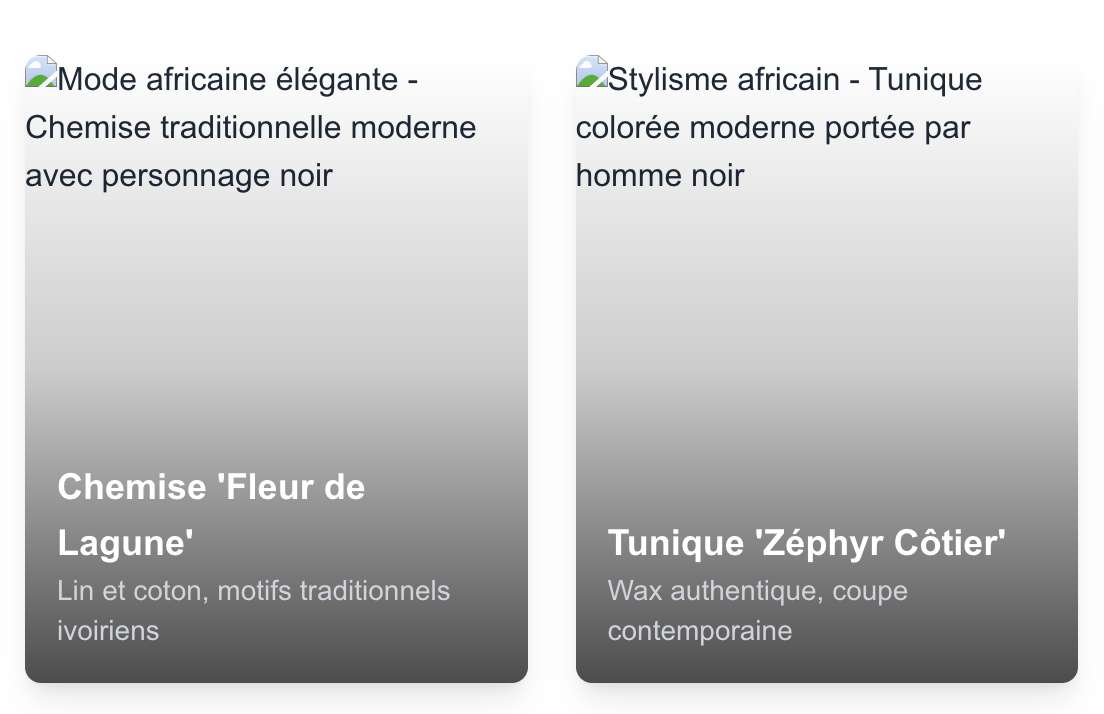 Mode africaine élégante -
Chemise traditionnelle moderne
avec personnage noir
Chemise 'Fleur de
Lagune'
Lin et coton, motifs traditionnels
ivoiriens
Stylisme africain - Tunique
colorée moderne portée par
homme noir
Tunique 'Zéphyr Côtier'
Wax authentique, coupe
contemporaine